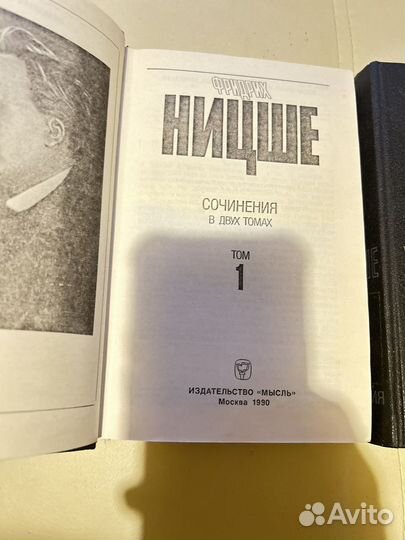 ФРИДРИХ
НИЦШЕ
СОЧИНЕНИЯ
В ДВУХ ТОМАХ
ТОМ
1
ИЗДАТЕЛЬСТВО «МЫСЛЬ»
Москва 1990
Avito